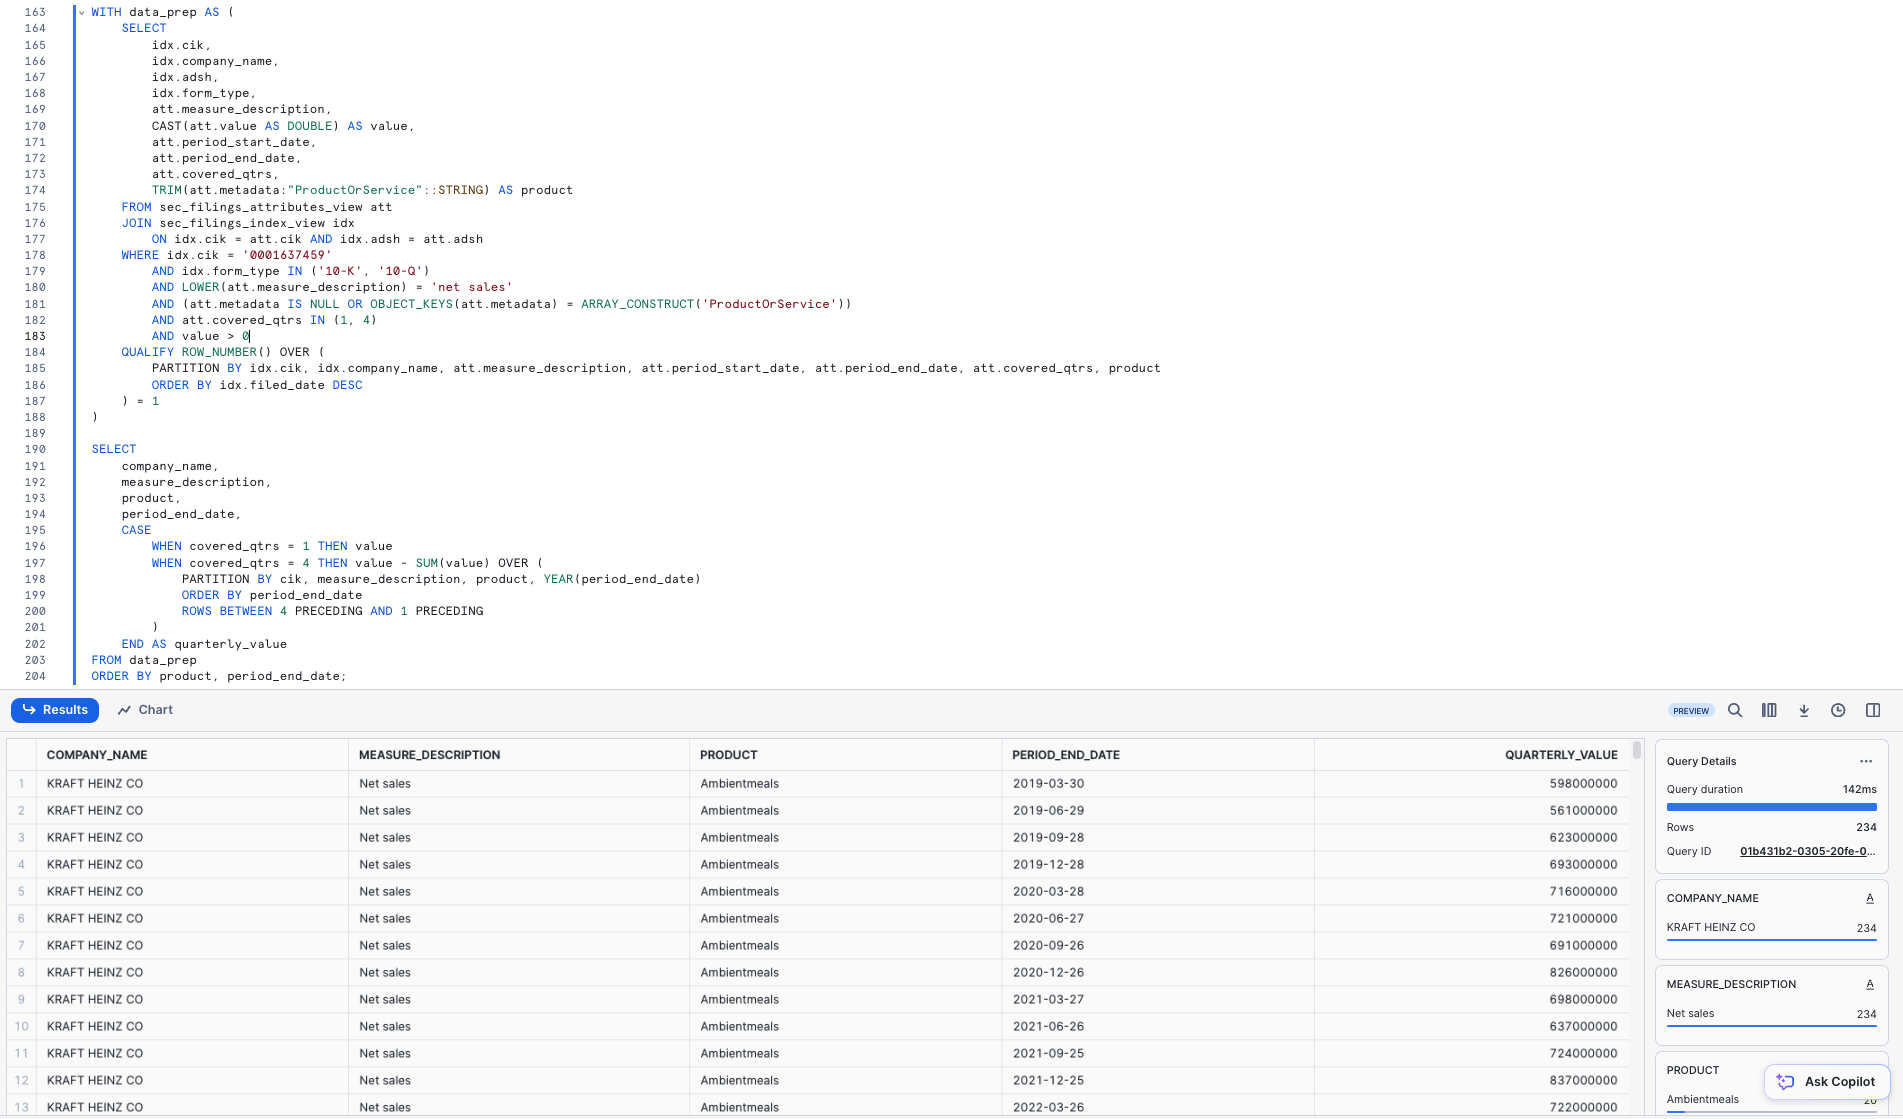 163 WITH data_prep AS (
164 SELECT
165 idx.cik,
166 idx.company_name,
167 idx.adsh,
168 idx.form_type,
169 att.measure_description,
170 CAST(att.value AS DOUBLE) AS value,
171 att.period_start_date,
172 att.period_end_date,
173 att.covered_qtrs,
174 TRIM(att.metadata:"ProductOrService"::STRING) AS product
175 FROM sec_filings_attributes_view att
176 JOIN sec_filings_index_view idx
177 ON idx.cik = att.cik AND idx.adsh = att.adsh
178 WHERE idx.cik = '0001637459'
179 AND idx.form_type IN ('10-K', '10-Q')
180 AND LOWER(att.measure_description) = 'net sales'
181 AND (att.metadata IS NULL OR OBJECT_KEYS(att.metadata) = ARRAY_CONSTRUCT('ProductOrService'))
182 AND att.covered_qtrs IN (1, 4)
183 AND value > 0
184 QUALIFY ROW_NUMBER() OVER (
185 PARTITION BY idx.cik, idx.company_name, att.measure_description, att.period_start_date, att.period_end_date, att.covered_qtrs, product
186 ORDER BY idx.filed_date DESC
187 ) = 1
188 )
189
190 SELECT
191 company_name,
192 measure_description,
193 product,
194 period_end_date,
195 CASE
196 WHEN covered_qtrs = 1 THEN value
197 WHEN covered_qtrs = 4 THEN value - SUM(value) OVER (
198 PARTITION BY cik, measure_description, product, YEAR(period_end_date)
199 ORDER BY period_end_date
200 ROWS BETWEEN 4 PRECEDING AND 1 PRECEDING
201 )
202 END AS quarterly_value
203 FROM data_prep
204 ORDER BY product, period_end_date;
Results Chart PREVIEW
COMPANY_NAME MEASURE_DESCRIPTION PRODUCT PERIOD_END_DATE QUARTERLY_VALUE
1 KRAFT HEINZ CO Net sales Ambientmeals 2019-03-30 598000000
2 KRAFT HEINZ CO Net sales Ambientmeals 2019-06-29 561000000
3 KRAFT HEINZ CO Net sales Ambientmeals 2019-09-28 623000000
4 KRAFT HEINZ CO Net sales Ambientmeals 2019-12-28 693000000
5 KRAFT HEINZ CO Net sales Ambientmeals 2020-03-28 716000000
6 KRAFT HEINZ CO Net sales Ambientmeals 2020-06-27 721000000
7 KRAFT HEINZ CO Net sales Ambientmeals 2020-09-26 691000000
8 KRAFT HEINZ CO Net sales Ambientmeals 2020-12-26 826000000
9 KRAFT HEINZ CO Net sales Ambientmeals 2021-03-27 698000000
10 KRAFT HEINZ CO Net sales Ambientmeals 2021-06-26 637000000
11 KRAFT HEINZ CO Net sales Ambientmeals 2021-09-25 724000000
12 KRAFT HEINZ CO Net sales Ambientmeals 2021-12-25 837000000
13 KRAFT HEINZ CO Net sales Ambientmeals 2022-03-26 722000000
Query Details ...
Query duration 142ms
Rows 234
Query ID 01b431b2-0305-20fe-0...
COMPANY_NAME A
KRAFT HEINZ CO 234
MEASURE_DESCRIPTION A
Net sales 234
PRODUCT
Ambientmeals 20
Ask Copilot